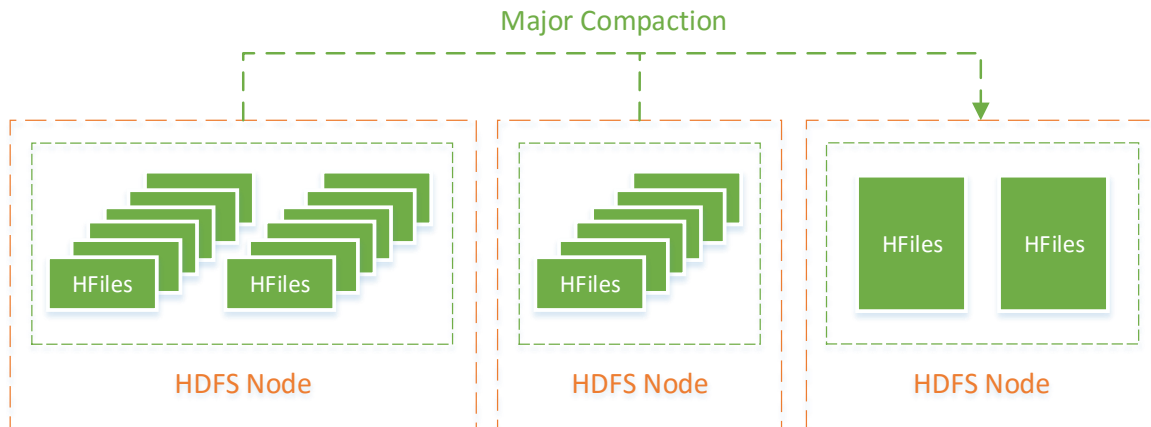 Major Compaction
HFiles
HFiles
HFiles
HFiles
HFiles
HDFS Node
HDFS Node
HDFS Node